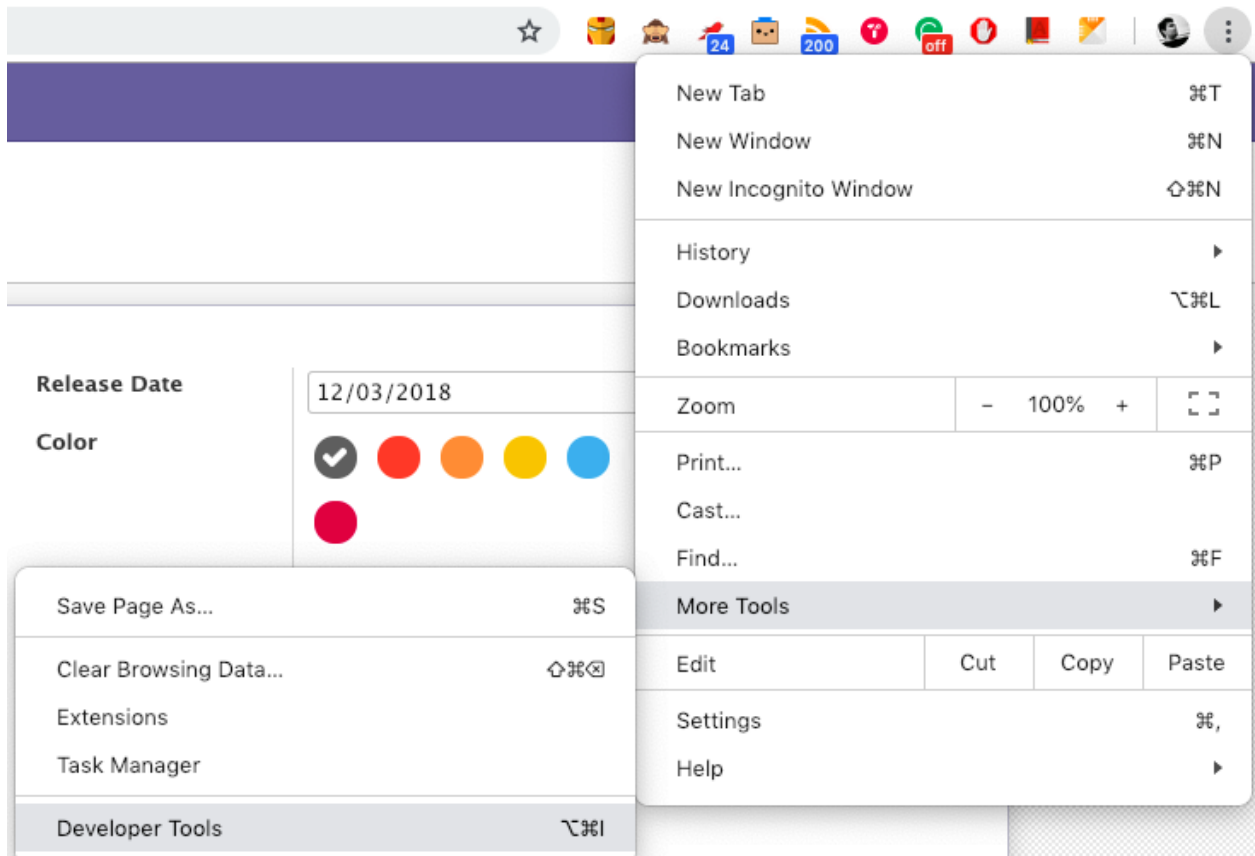 24
200
off
New Tab ⌘T
New Window ⌘N
New Incognito Window ⇧⌘N
History
Downloads ⌥⌘L
Bookmarks
Zoom - 100% +
Print... ⌘P
Cast...
Find... ⌘F
More Tools
Edit Cut Copy Paste
Settings ⌘,
Help
Release Date 12/03/2018
Color
Save Page As... ⌘S
Clear Browsing Data... ⇧⌘⌫
Extensions
Task Manager
Developer Tools ⌥⌘I